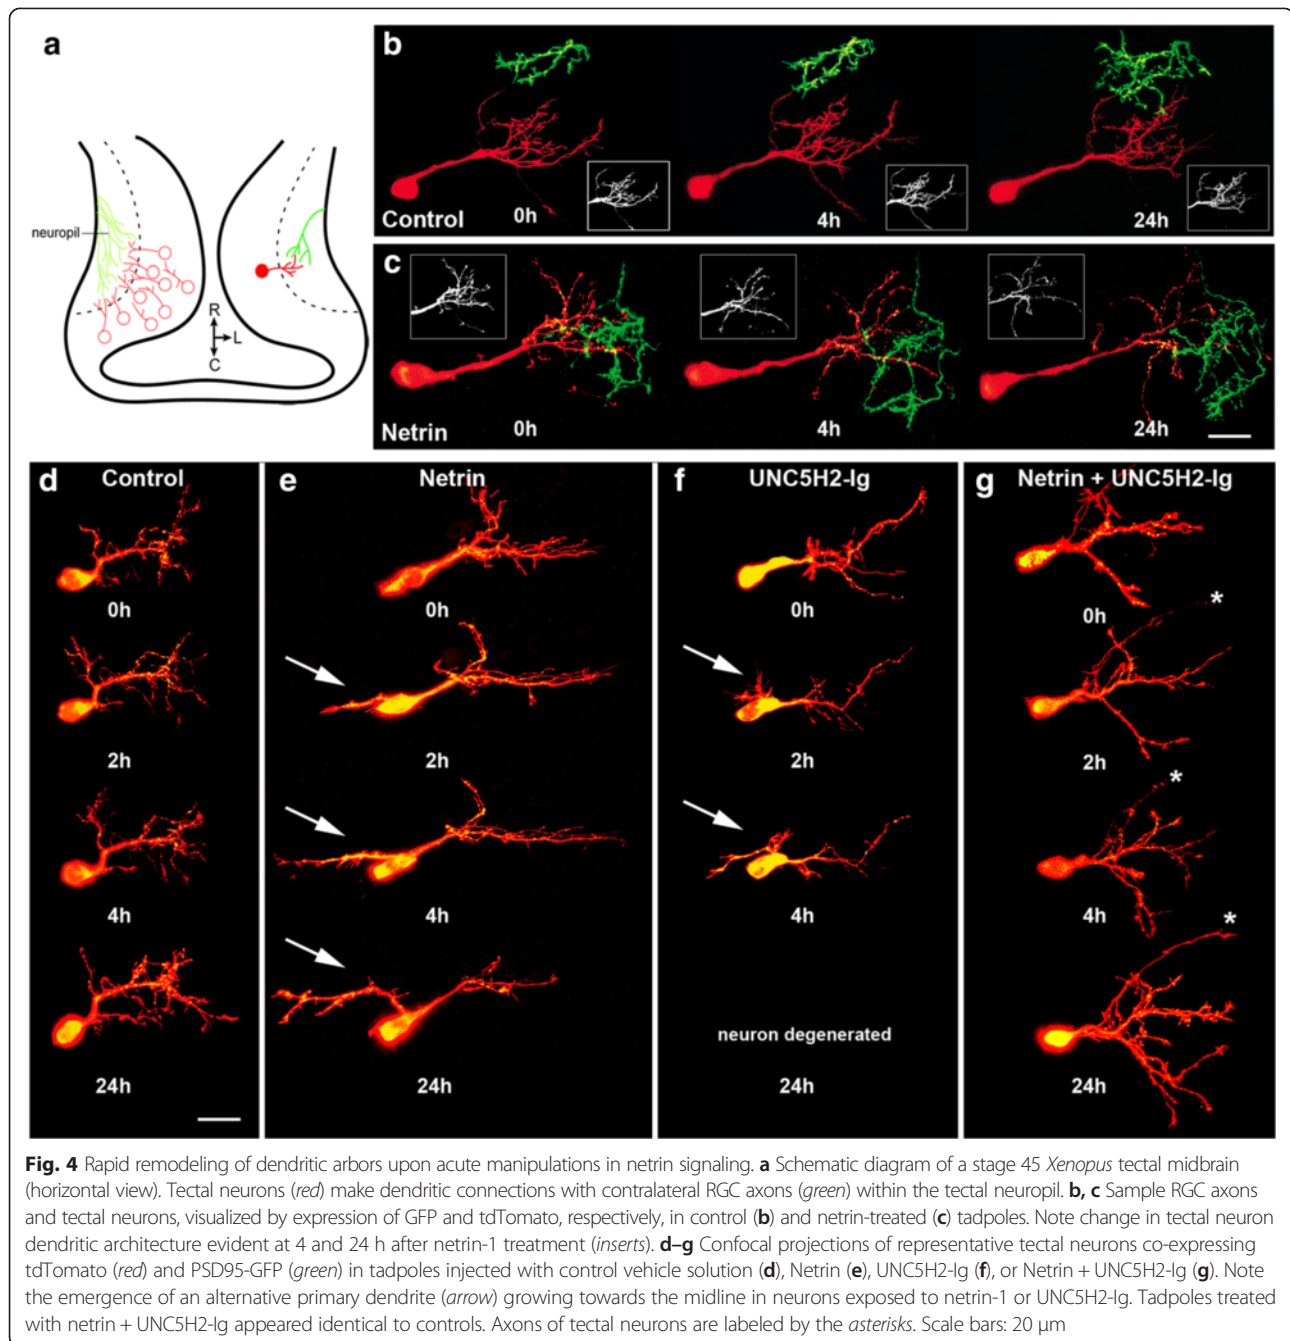 a
neuropil
R
L
C
b
Control
0h
4h
24h
c
Netrin
0h
4h
24h
d
Control
0h
2h
4h
24h
e
Netrin
0h
2h
4h
24h
f
UNC5H2-Ig
0h
2h
4h
neuron degenerated
24h
g
Netrin + UNC5H2-Ig
0h
*
2h
*
4h
*
24h
Fig. 4 Rapid remodeling of dendritic arbors upon acute manipulations in netrin signaling. a Schematic diagram of a stage 45 Xenopus tectal midbrain
(horizontal view). Tectal neurons (red) make dendritic connections with contralateral RGC axons (green) within the tectal neuropil. b, c Sample RGC axons
and tectal neurons, visualized by expression of GFP and tdTomato, respectively, in control (b) and netrin-treated (c) tadpoles. Note change in tectal neuron
dendritic architecture evident at 4 and 24 h after netrin-1 treatment (inserts). d–g Confocal projections of representative tectal neurons co-expressing
tdTomato (red) and PSD95-GFP (green) in tadpoles injected with control vehicle solution (d), Netrin (e), UNC5H2-Ig (f), or Netrin + UNC5H2-Ig (g). Note
the emergence of an alternative primary dendrite (arrow) growing towards the midline in neurons exposed to netrin-1 or UNC5H2-Ig. Tadpoles treated
with netrin + UNC5H2-Ig appeared identical to controls. Axons of tectal neurons are labeled by the asterisks. Scale bars: 20 μm